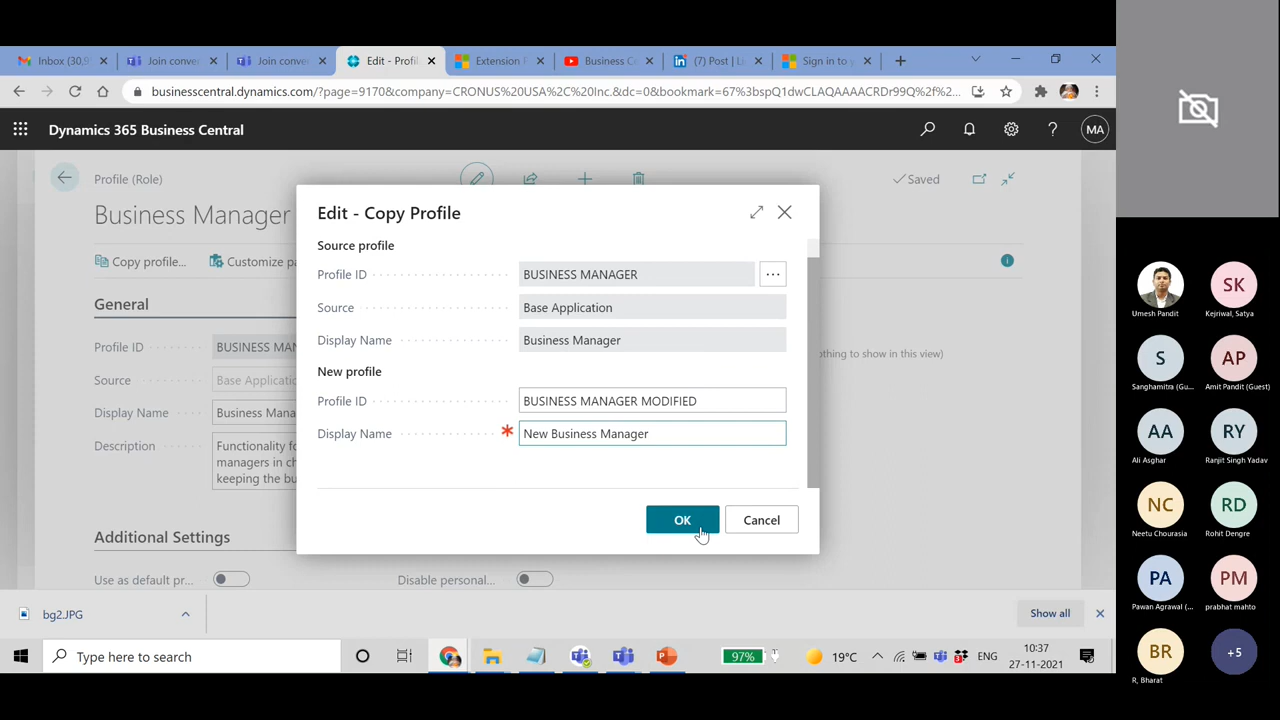 Inbox (30,9
Join conve
Join conve
Edit - Profil
Extension
Business C
(7) Post | Li
Sign in to y
businesscentral.dynamics.com/?page=9170&company=CRONUS%20USA%2C%20Inc.&dc=0&bookmark=67%3bspQ1dwCLAQAAAACRDr99Q%2f%2...
Dynamics 365 Business Central
MA
Profile (Role)
Saved
Business Manager
Copy profile...
Customize pa
General
Profile ID
BUSINESS MAN
Source
Base Applicatio
Display Name
Business Mana
Description
Functionality fo
managers in ch
keeping the bu
othing to show in this view)
Additional Settings
Use as default pr...
Disable personal...
Edit - Copy Profile
Source profile
Profile ID
BUSINESS MANAGER
...
Source
Base Application
Display Name
Business Manager
New profile
Profile ID
BUSINESS MANAGER MODIFIED
Display Name
*
New Business Manager
OK
Cancel
bg2.JPG
Show all
Type here to search
97%
19°C
ENG
10:37
27-11-2021
Umesh Pandit
SK
Kejriwal, Satya
S
Sanghamitra (Gu...
AP
Amit Pandit (Guest)
AA
Ali Asghar
RY
Ranjit Singh Yadav
NC
Neetu Chourasia
RD
Rohit Dengre
PA
Pawan Agrawal (...
PM
prabhat mahto
BR
R, Bharat
+5